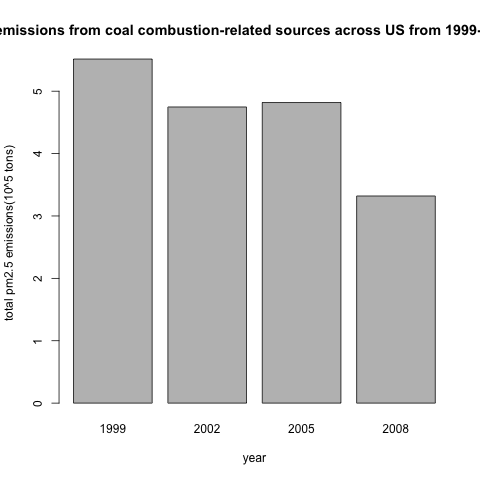 emissions from coal combustion-related sources across US from 1999-
total pm2.5 emissions(10^5 tons)
5
4
3
2
1
0
1999 2002 2005 2008
year